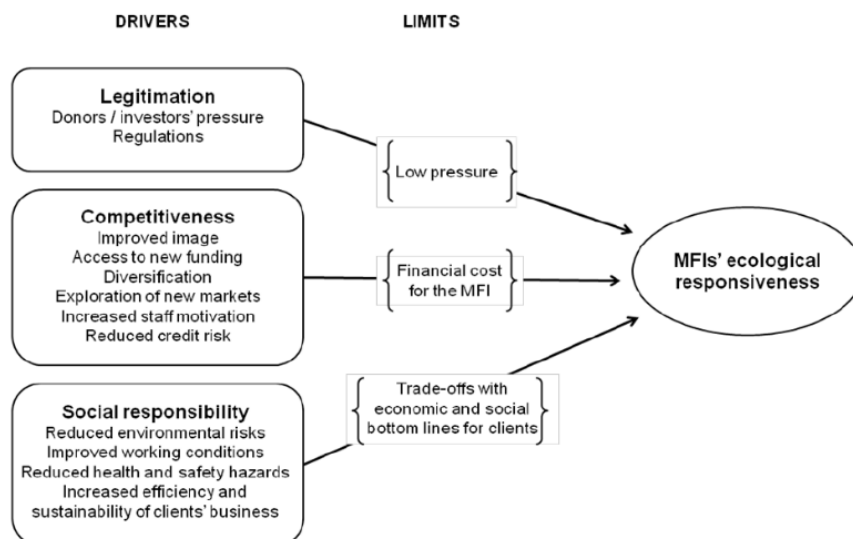 DRIVERS
LIMITS
Legitimation
Donors / investors' pressure
Regulations
Low pressure
Competitiveness
Improved image
Access to new funding
Diversification
Exploration of new markets
Increased staff motivation
Reduced credit risk
Financial cost
for the MFI
MFIs' ecological
responsiveness
Social responsibility
Reduced environmental risks
Improved working conditions
Reduced health and safety hazards
Increased efficiency and
sustainability of clients' business
Trade-offs with
economic and social
bottom lines for clients